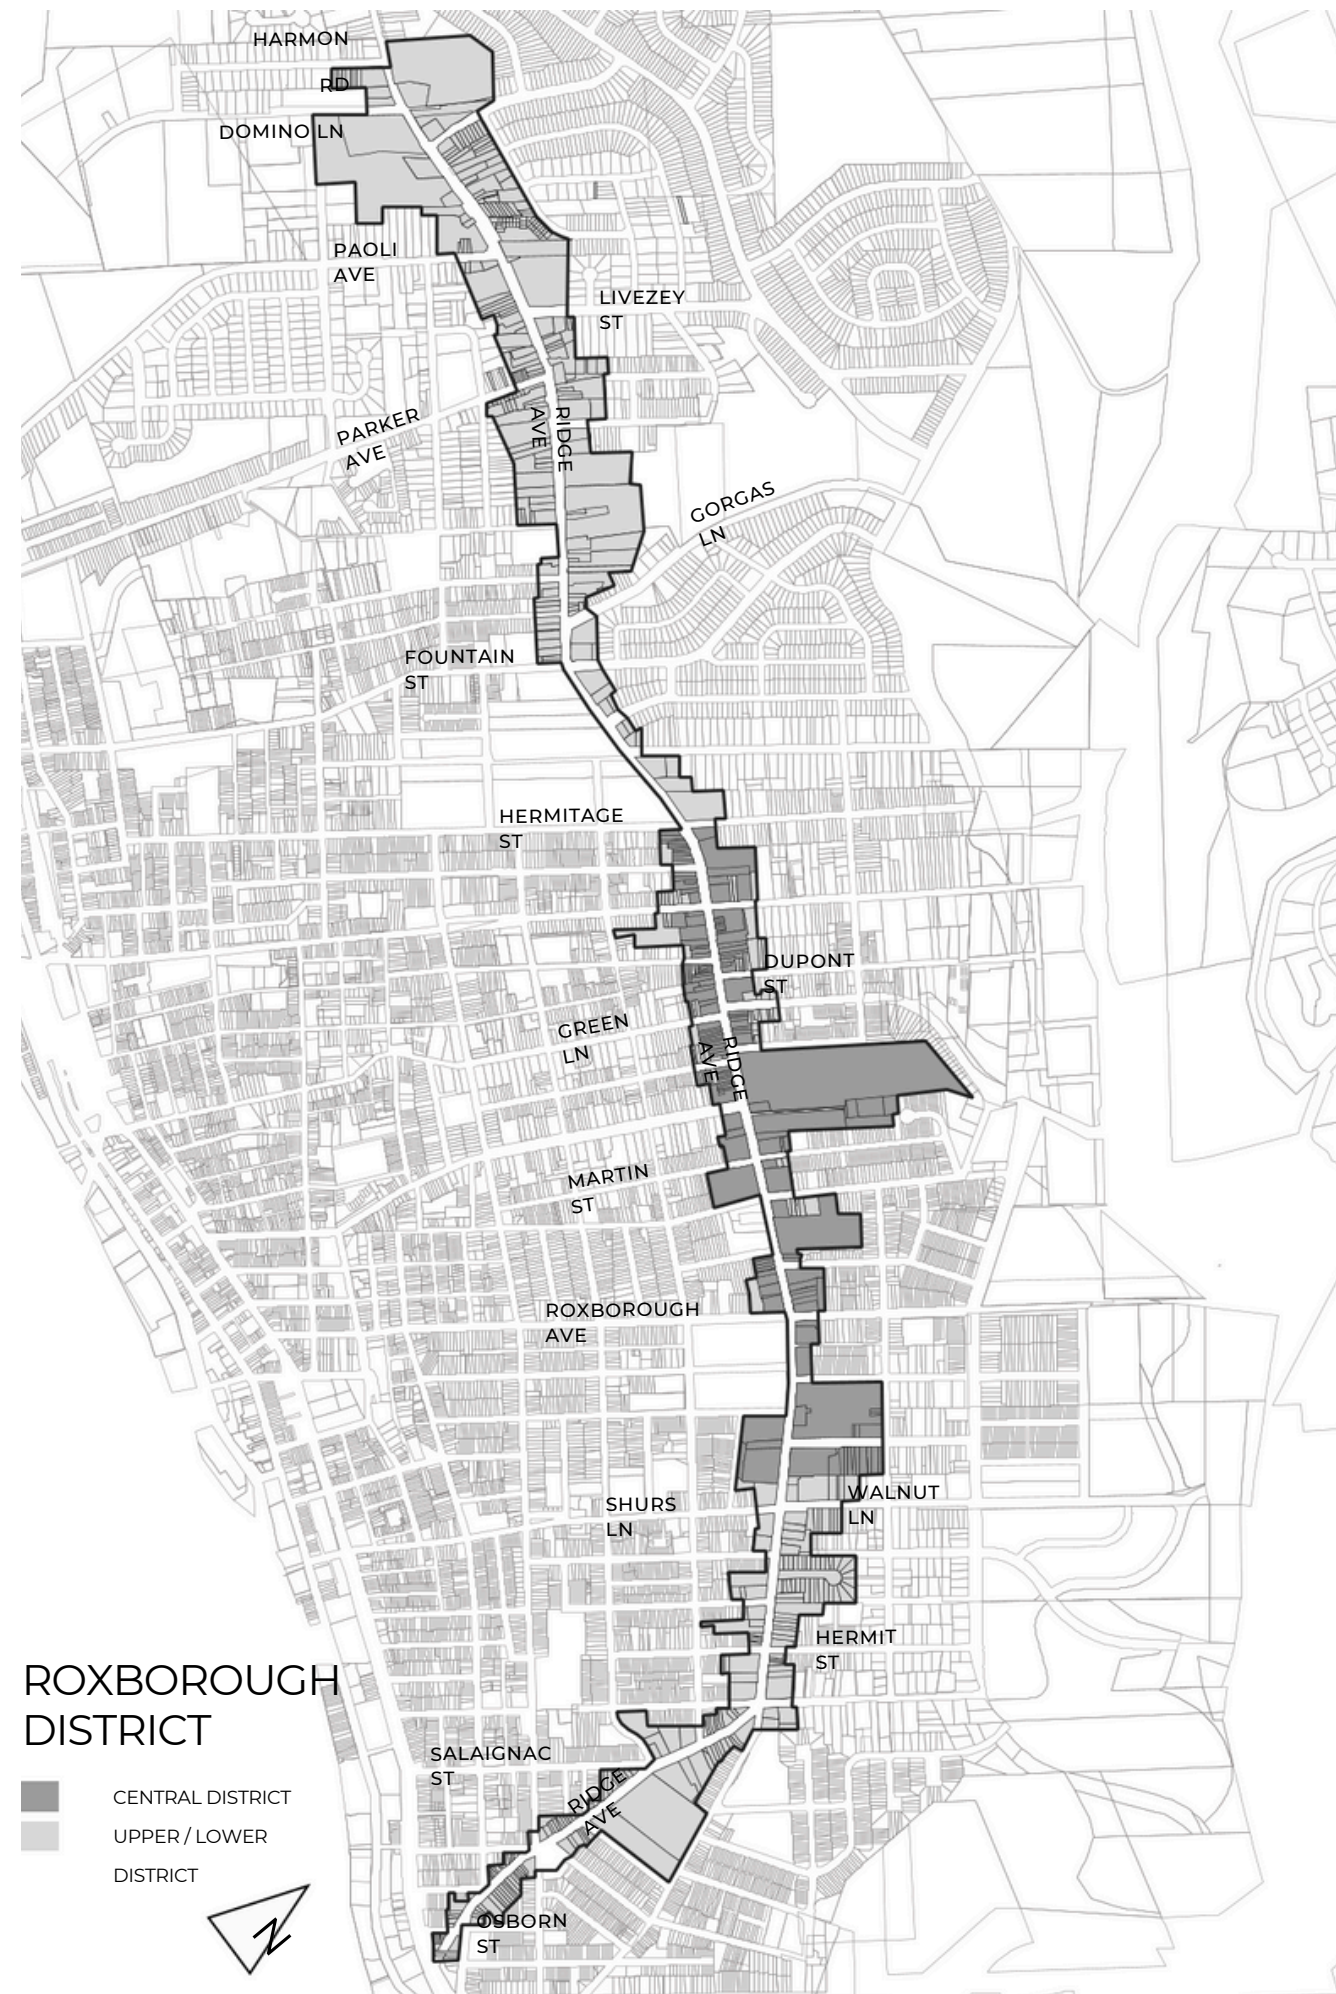 HARMON
RD
DOMINO LN
PAOLI
AVE
LIVEZEY
ST
PARKER
AVE
RIDGE
AVE
GORGAS
LN
FOUNTAIN
ST
HERMITAGE
ST
DUPONT
ST
GREEN
LN
RIDGE
AVE
MARTIN
ST
ROXBOROUGH
AVE
WALNUT
LN
SHURS
LN
HERMIT
ST
ROXBOROUGH
DISTRICT
SALAIGNAC
ST
RIDGE
AVE
CENTRAL DISTRICT
UPPER / LOWER
DISTRICT
N
OSBORN
ST